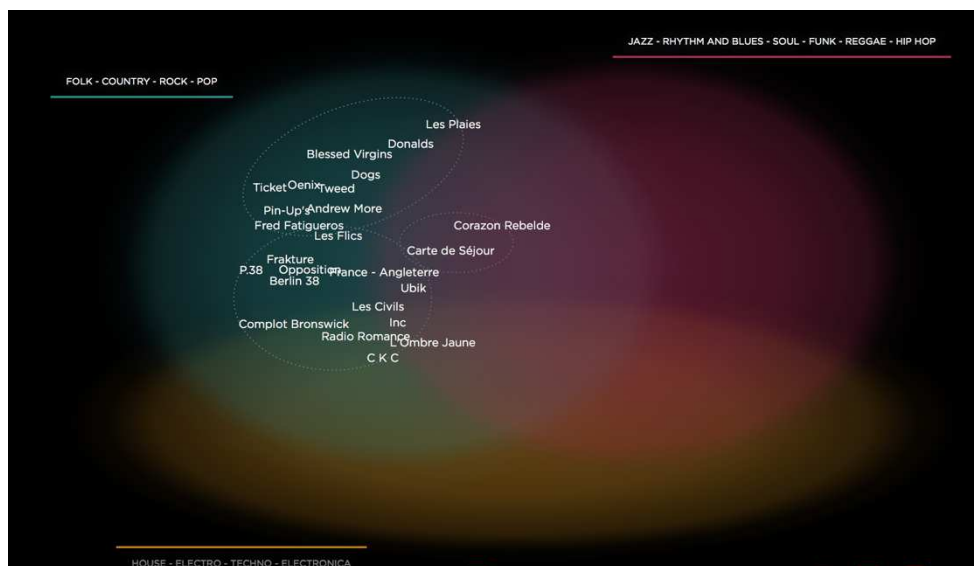 JAZZ - RHYTHM AND BLUES - SOUL - FUNK - REGGAE - HIP HOP
FOLK - COUNTRY - ROCK - POP
Les Plaies
Donalds
Blessed Virgins
Dogs
Ticket
Oenix
Tweed
Pin-Up's
Andrew More
Fred Fatigueros
Les Flics
Corazon Rebelde
Carte de Séjour
Frakture
P.38
Opposition
France - Angleterre
Berlin 38
Ubik
Les Civils
Complot Bronswick
Inc
Radio Romance
L'Ombre Jaune
C K C
HOUSE - ELECTRO - TECHNO - ELECTRONICA